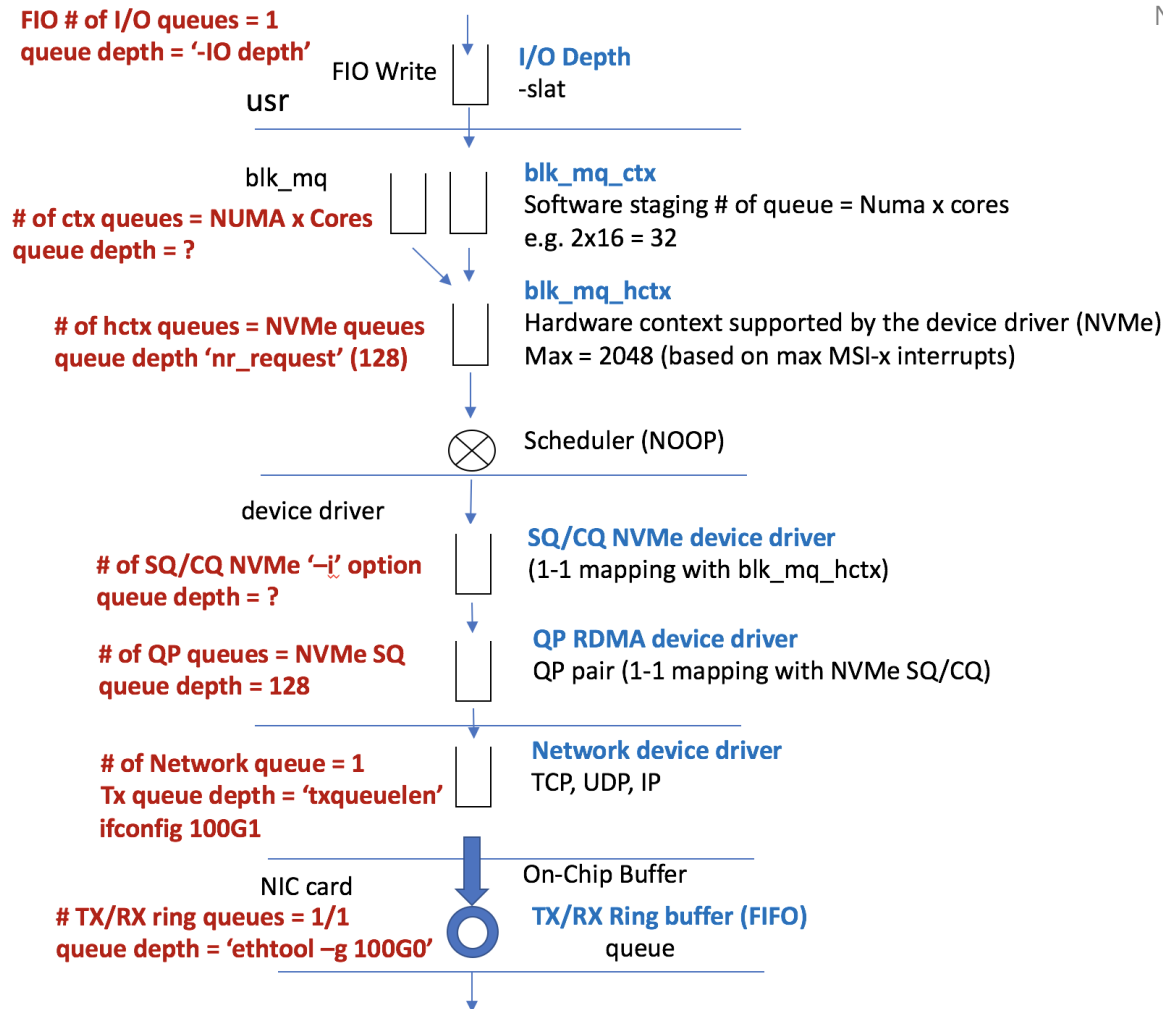 N
FIO # of I/O queues = 1
queue depth = ‘-IO depth’
FIO Write
I/O Depth
-slat
usr
blk_mq
# of ctx queues = NUMA x Cores
queue depth = ?
blk_mq_ctx
Software staging # of queue = Numa x cores
e.g. 2x16 = 32
# of hctx queues = NVMe queues
queue depth ‘nr_request’ (128)
blk_mq_hctx
Hardware context supported by the device driver (NVMe)
Max = 2048 (based on max MSI-x interrupts)
Scheduler (NOOP)
device driver
# of SQ/CQ NVMe ‘–i’ option
queue depth = ?
SQ/CQ NVMe device driver
(1-1 mapping with blk_mq_hctx)
# of QP queues = NVMe SQ
queue depth = 128
QP RDMA device driver
QP pair (1-1 mapping with NVMe SQ/CQ)
# of Network queue = 1
Tx queue depth = ‘txqueuelen’
ifconfig 100G1
Network device driver
TCP, UDP, IP
NIC card
On-Chip Buffer
# TX/RX ring queues = 1/1
queue depth = ‘ethtool –g 100G0’
TX/RX Ring buffer (FIFO)
queue